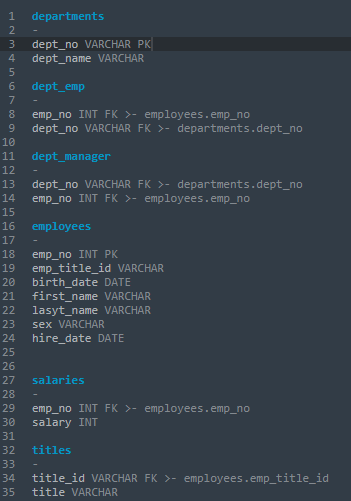 1 departments
2 -
3 dept_no VARCHAR PK
4 dept_name VARCHAR
5
6 dept_emp
7 -
8 emp_no INT FK >- employees.emp_no
9 dept_no VARCHAR FK >- departments.dept_no
10
11 dept_manager
12 -
13 dept_no VARCHAR FK >- departments.dept_no
14 emp_no INT FK >- employees.emp_no
15
16 employees
17 -
18 emp_no INT PK
19 emp_title_id VARCHAR
20 birth_date DATE
21 first_name VARCHAR
22 lasyt_name VARCHAR
23 sex VARCHAR
24 hire_date DATE
25
26
27 salaries
28 -
29 emp_no INT FK >- employees.emp_no
30 salary INT
31
32 titles
33 -
34 title_id VARCHAR FK >- employees.emp_title_id
35 title VARCHAR